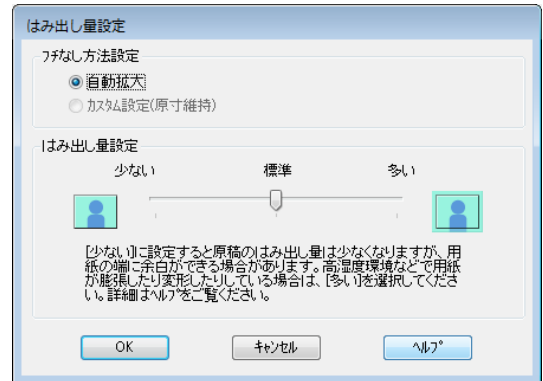 はみ出し量設定
フチなし方法設定
自動拡大
カスタム設定(原寸維持)
はみ出し量設定
少ない 標準 多い
[少ない]に設定すると原稿のはみ出し量は少なくなりますが、用
紙の端に余白ができる場合があります。高湿度環境などで用紙
が膨張したり変形したりしている場合は、[多い]を選択してくださ
い。詳細はヘルプをご覧ください。
OK キャンセル ヘルプ